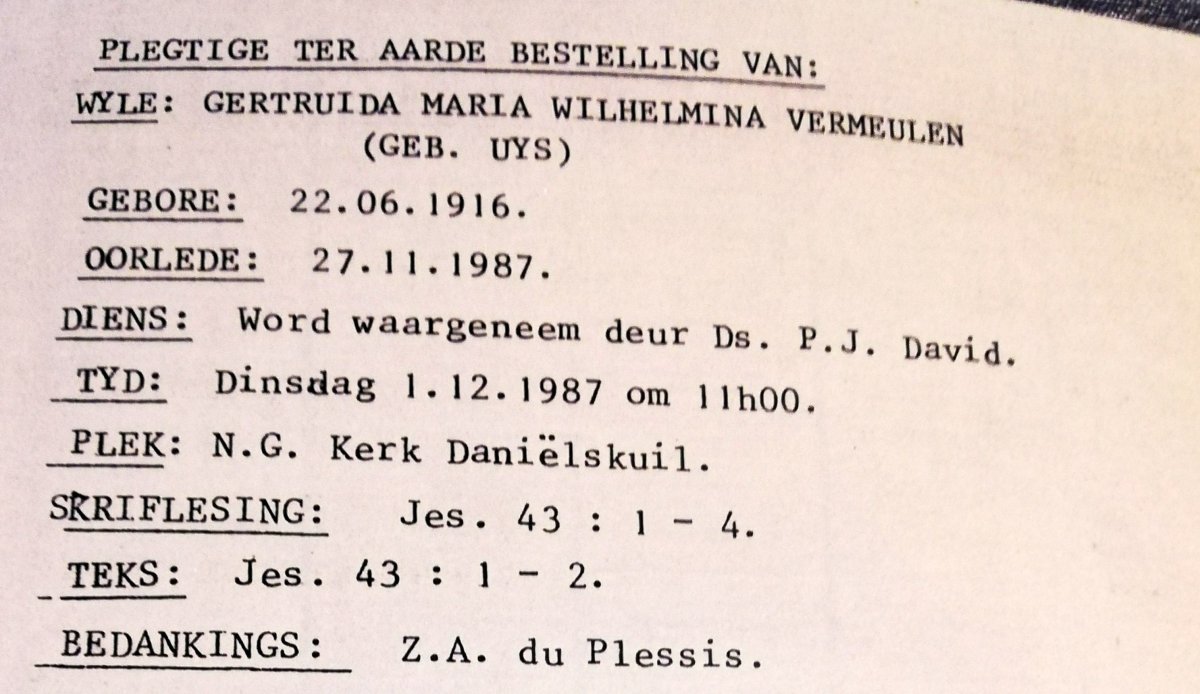 PLEGTIGE TER AARDE BESTELLING VAN:
WYLE: GERTRUIDA MARIA WILHELMINA VERMEULEN
(GEB. UYS)
GEBORE: 22.06.1916.
OORLEDE: 27.11.1987.
DIENS: Word waargeneem deur Ds. P.J. David.
TYD: Dinsdag 1.12.1987 om 11h00.
PLEK: N.G. Kerk Daniëlskuil.
SKRIFLESING: Jes. 43 : 1 - 4.
TEKS: Jes. 43 : 1 - 2.
BEDANKINGS: Z.A. du Plessis.